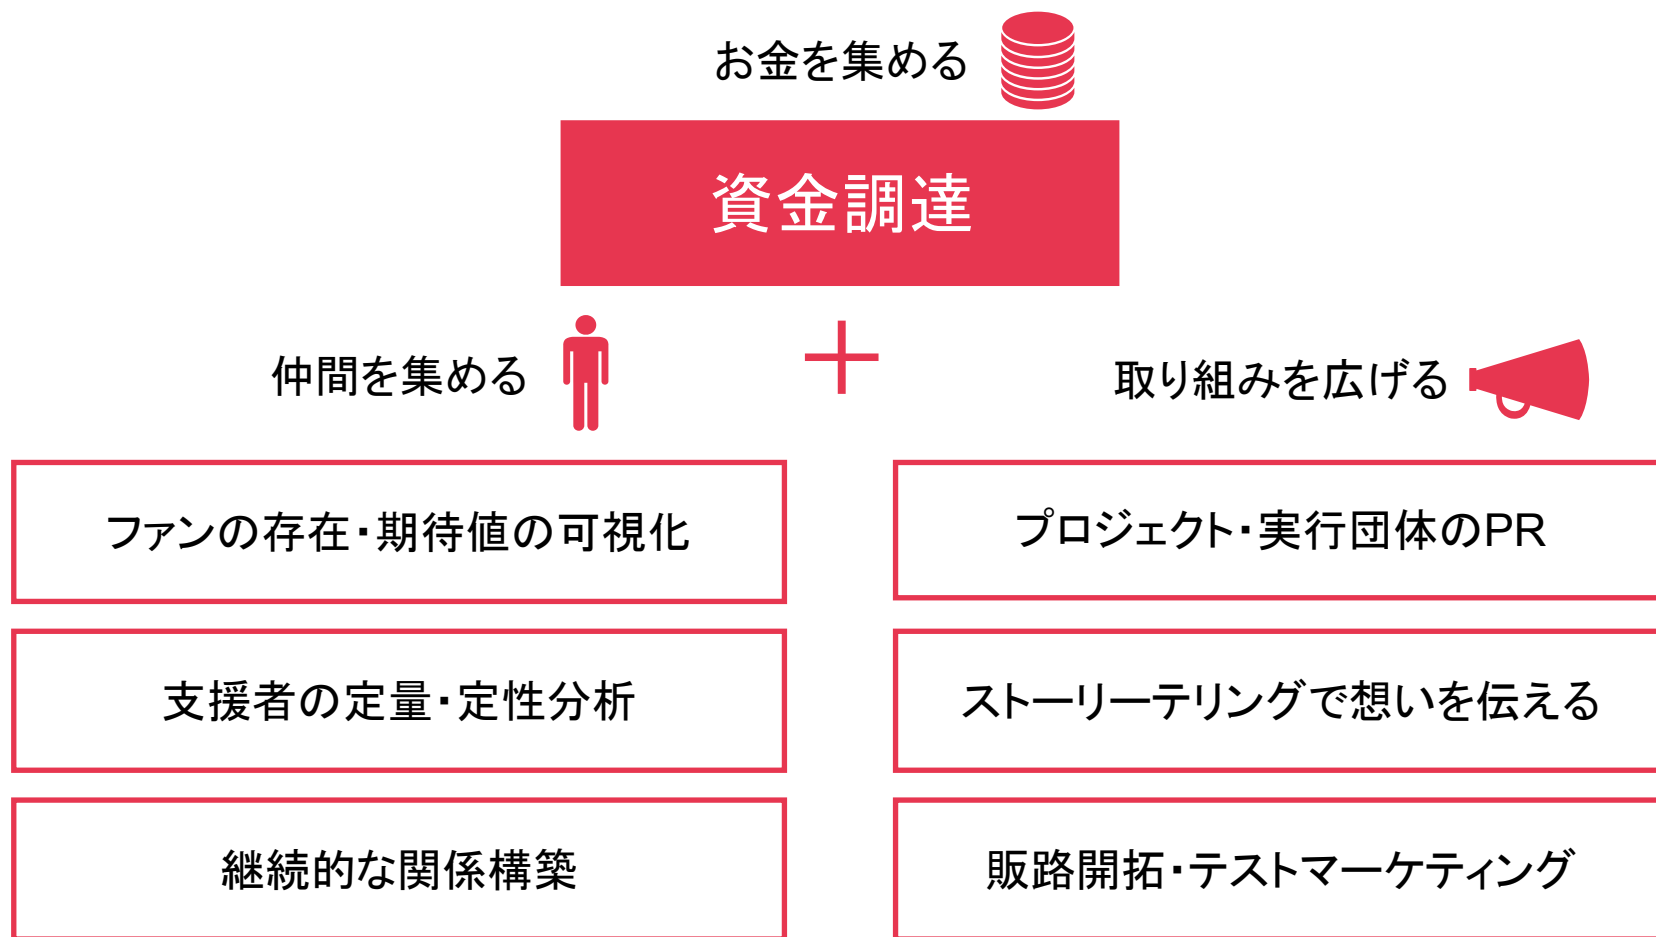 お金を集める
資金調達
仲間を集める
取り組みを広げる
ファンの存在・期待値の可視化
プロジェクト・実行団体のPR
支援者の定量・定性分析
ストーリーテリングで想いを伝える
継続的な関係構築
販路開拓・テストマーケティング